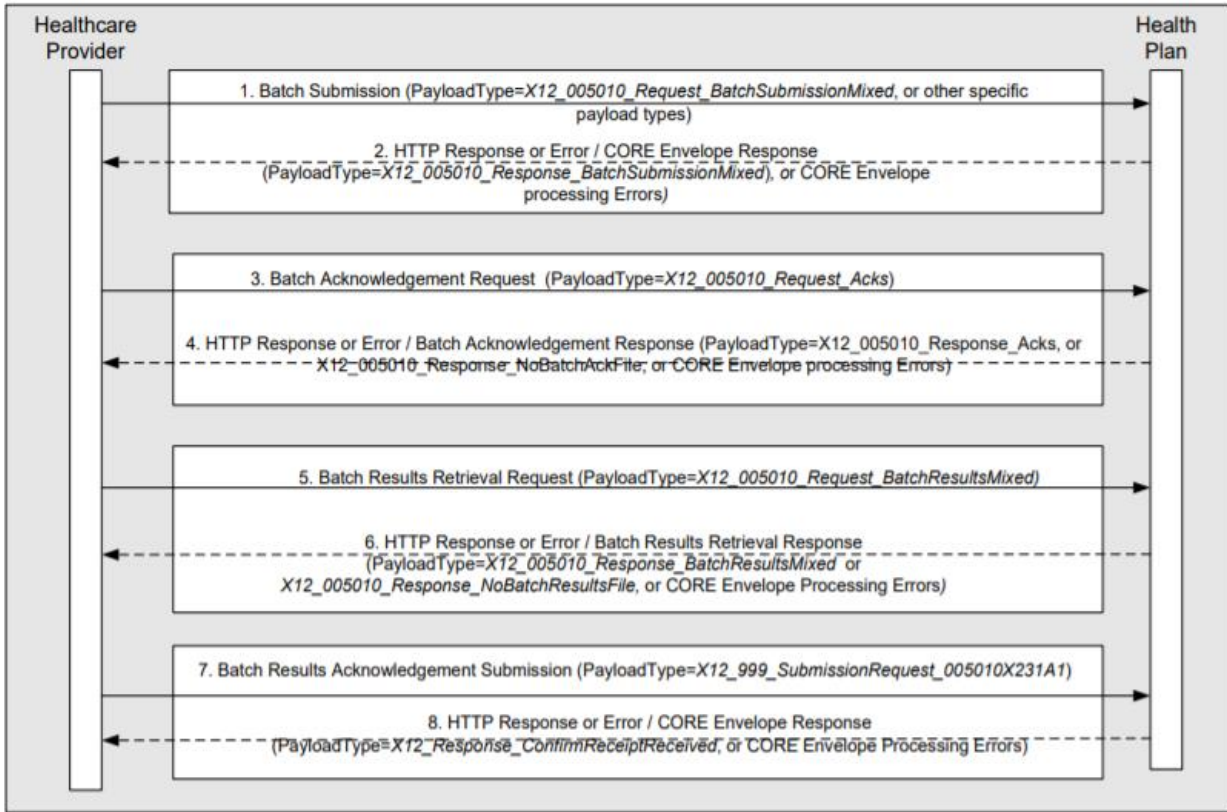 Healthcare
Provider
Health
Plan
1. Batch Submission (PayloadType=X12_005010_Request_BatchSubmissionMixed, or other specific
payload types)
2. HTTP Response or Error / CORE Envelope Response
(PayloadType=X12_005010_Response_BatchSubmissionMixed), or CORE Envelope
processing Errors)
3. Batch Acknowledgement Request (PayloadType=X12_005010_Request_Acks)
4. HTTP Response or Error / Batch Acknowledgement Response (PayloadType=X12_005010_Response_Acks, or
X12_005010_Response_NoBatchAckFile, or CORE Envelope processing Errors)
5. Batch Results Retrieval Request (PayloadType=X12_005010_Request_BatchResultsMixed)
6. HTTP Response or Error / Batch Results Retrieval Response
(PayloadType=X12_005010_Response_BatchResultsMixed or
X12_005010_Response_NoBatchResultsFile, or CORE Envelope Processing Errors)
7. Batch Results Acknowledgement Submission (PayloadType=X12_999_SubmissionRequest_005010X231A1)
8. HTTP Response or Error / CORE Envelope Response
(PayloadType=X12_Response_ConfirmReceiptReceived, or CORE Envelope Processing Errors)